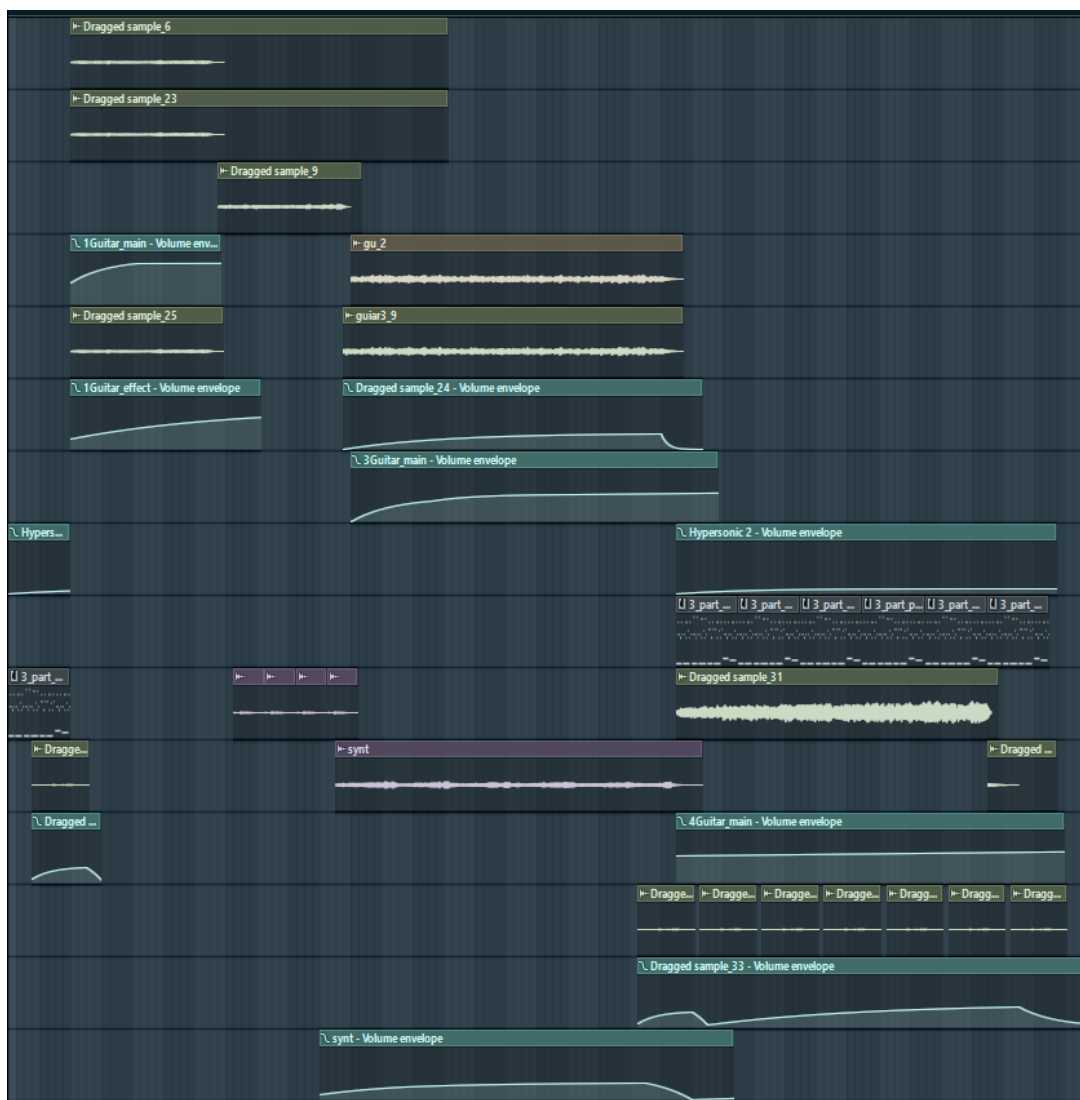 Dragged sample_6
Dragged sample_23
Dragged sample_9
1Guitar_main - Volume env...
gu_2
Dragged sample_25
guiar3_9
1Guitar_effect - Volume envelope
Dragged sample_24 - Volume envelope
3Guitar_main - Volume envelope
Hypers...
Hypersonic 2 - Volume envelope
3_part_...
3_part_...
3_part_...
3_part_p...
3_part_...
3_part_...
3_part_...
Dragged sample_31
Dragge...
synt
Dragged ...
Dragged ...
4Guitar_main - Volume envelope
Dragge...
Dragge...
Dragge...
Dragge...
Dragg...
Dragg...
Dragg...
Dragged sample_33 - Volume envelope
synt - Volume envelope